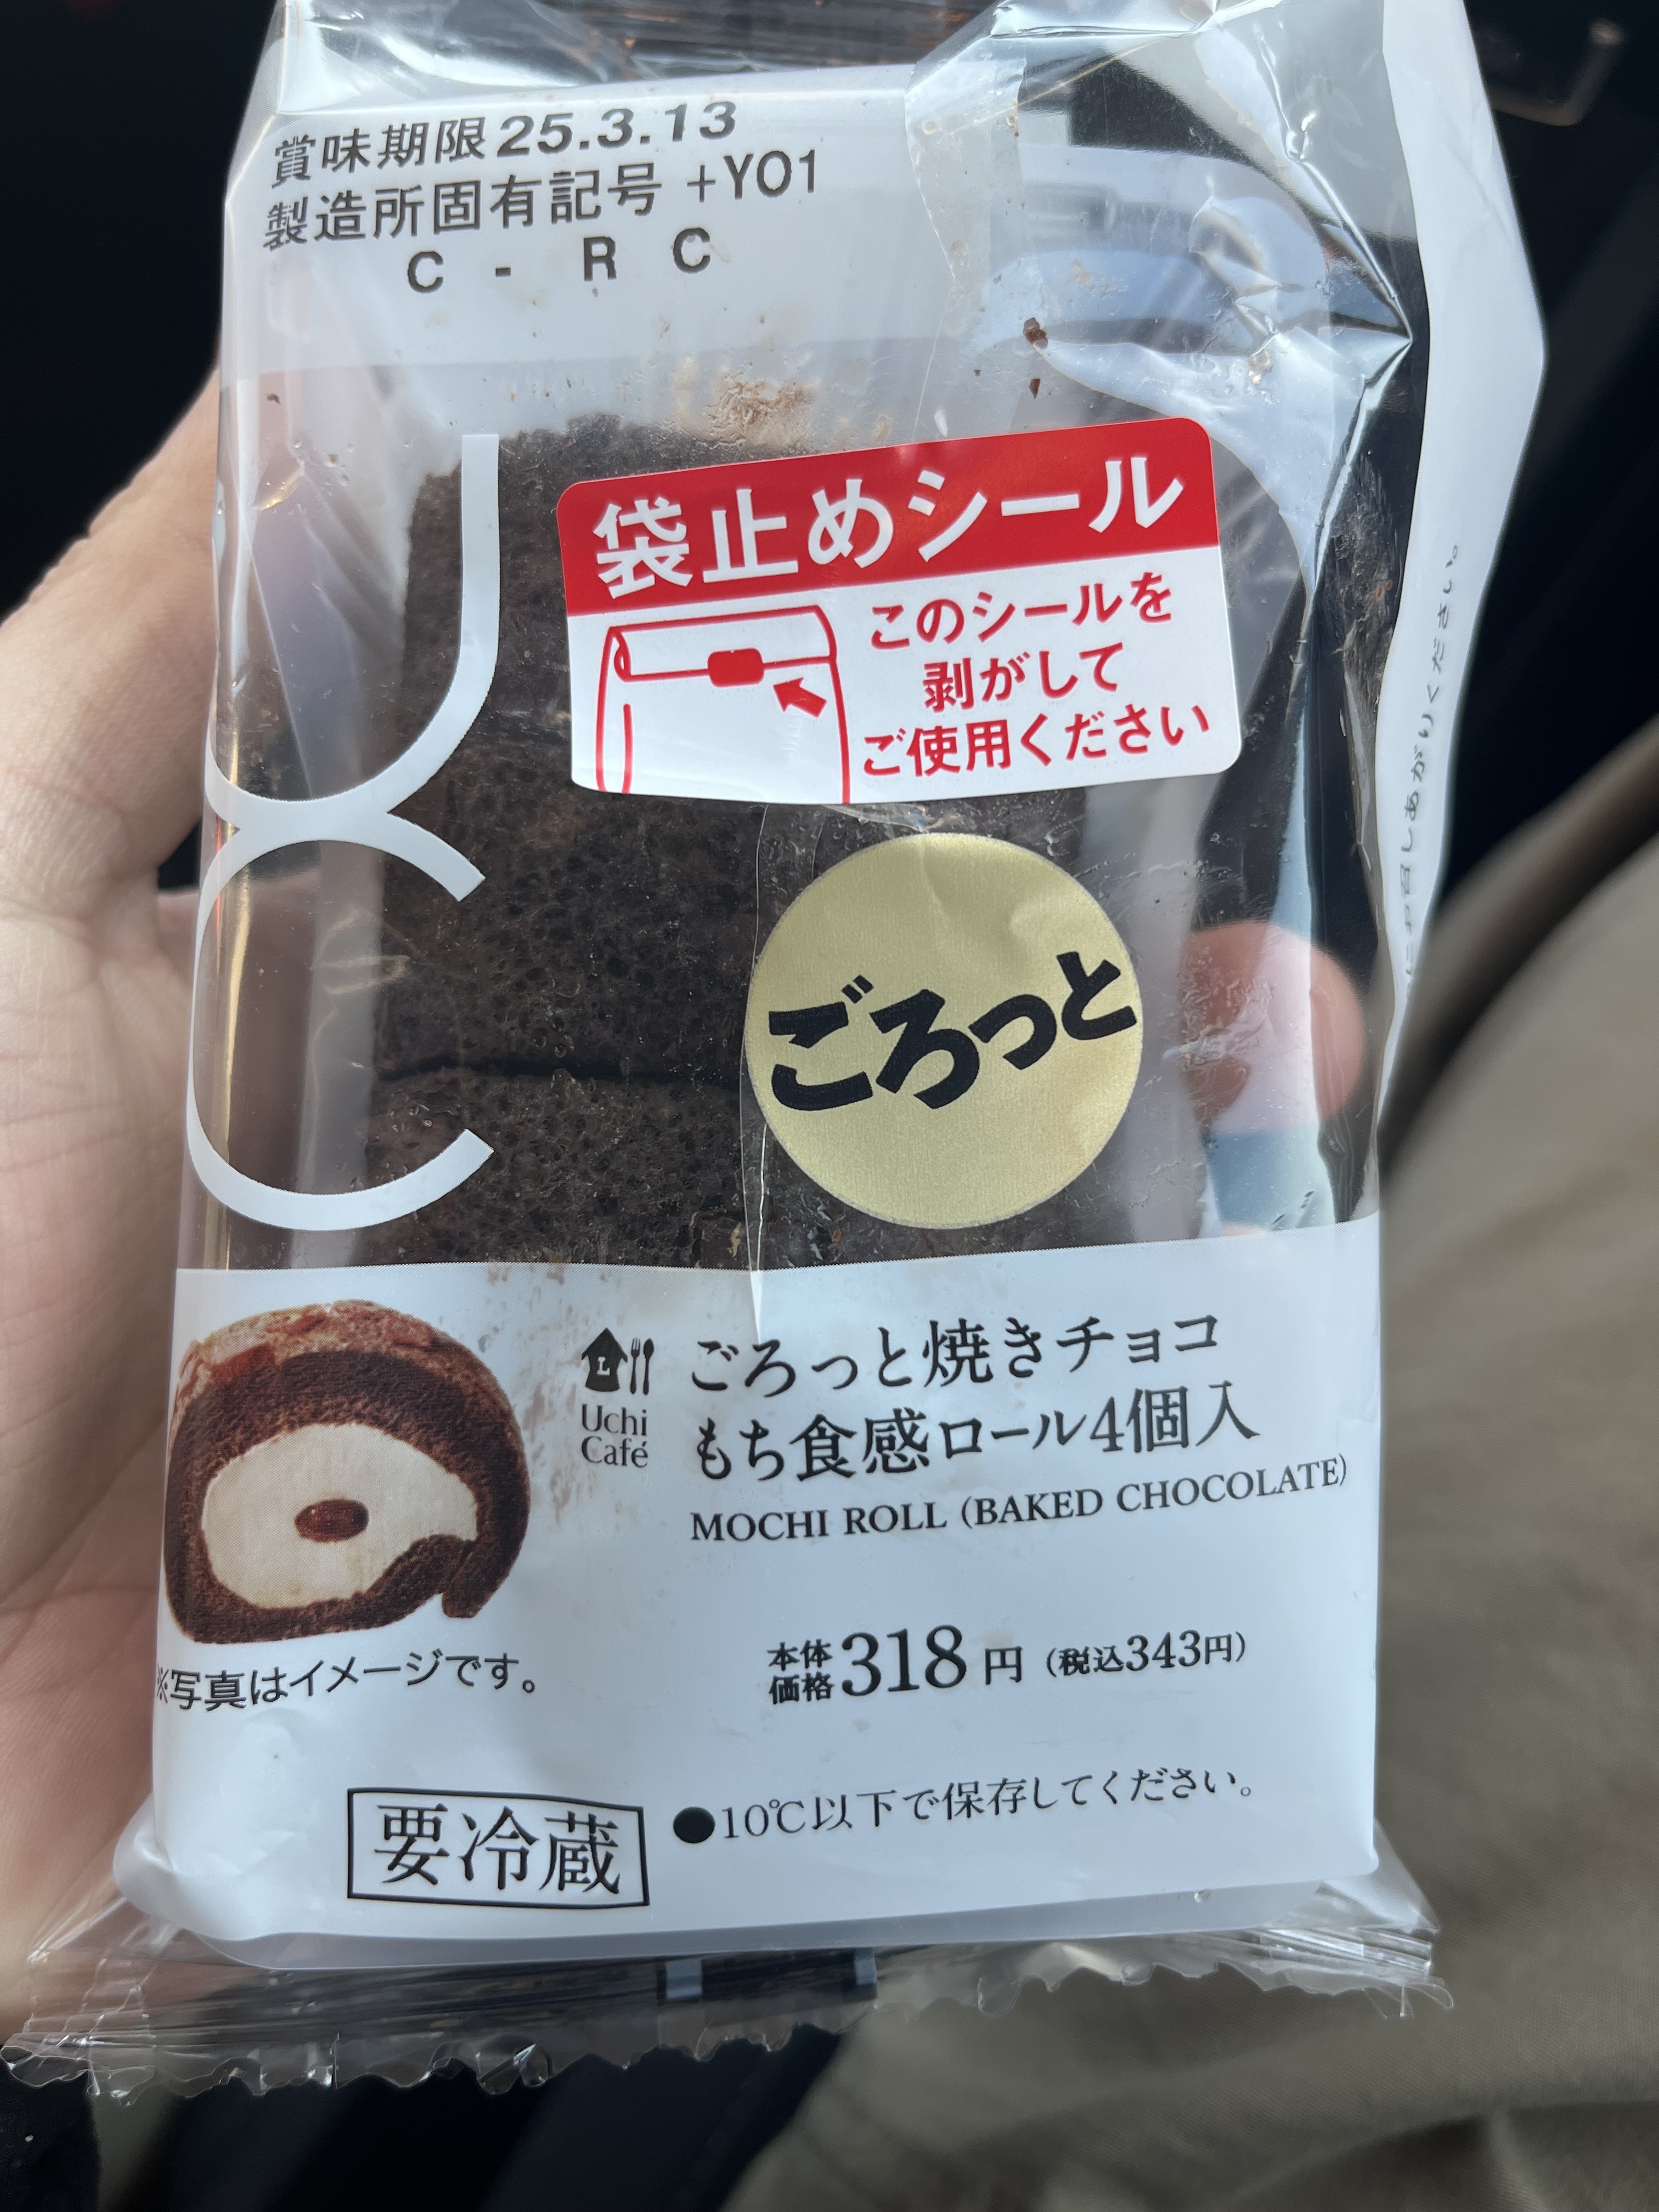 賞味期限25.3.13
製造所固有記号 +YO1
C - R C
袋止めシール
このシールを
剥がして
ご使用ください
ごろっと
L
Uchi
Café
ごろっと焼きチョコ
もち食感ロール4個入
MOCHI ROLL (BAKED CHOCOLATE)
※写真はイメージです。
本体価格318円(税込343円)
要冷蔵
●10℃以下で保存してください。